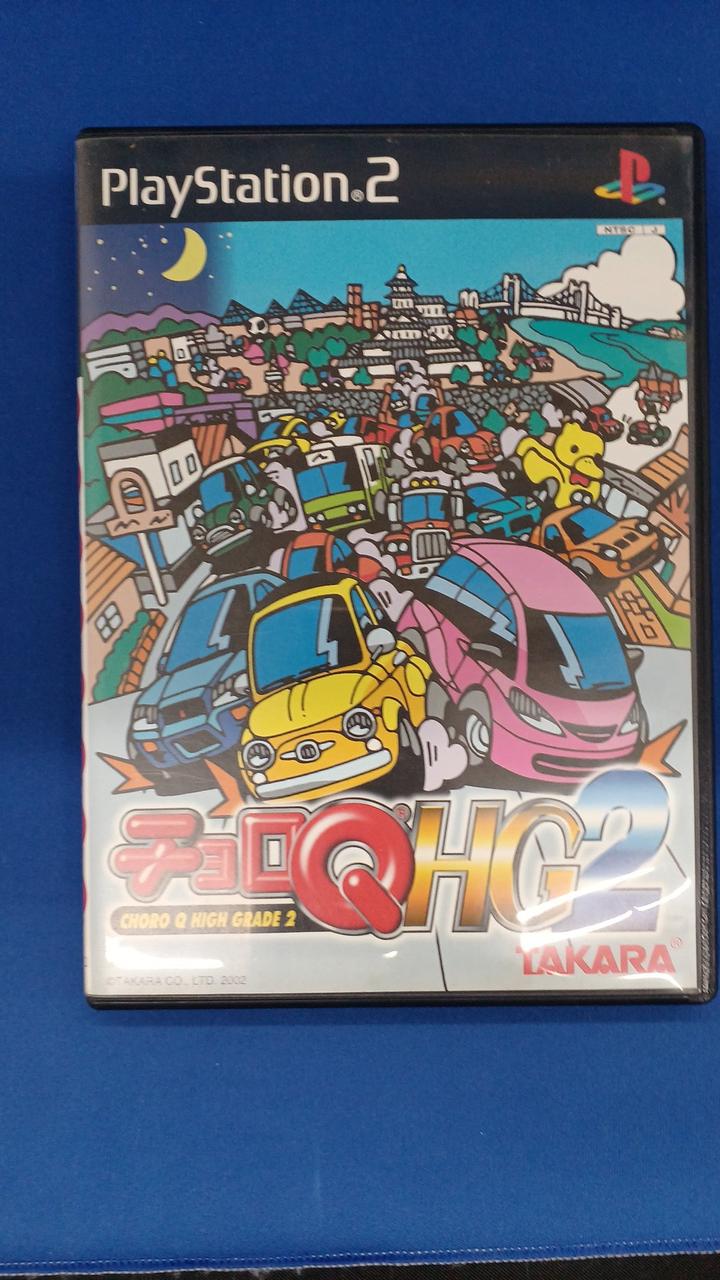 PlayStation®2
NTSC J
チョロQ®HG2
CHORO Q HIGH GRADE 2
TAKARA®
©TAKARA CO., LTD. 2002